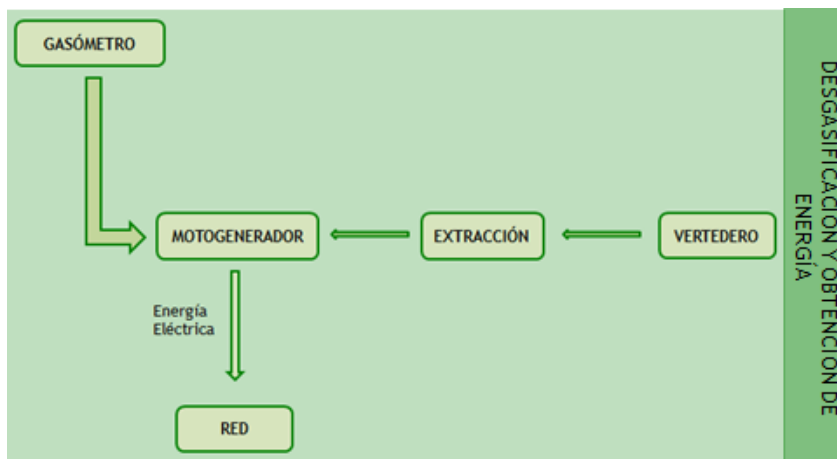 GASÓMETRO
MOTOGENERADOR
EXTRACCIÓN
VERTEDERO
Energía
Eléctrica
RED
DESGASIFICACIÓN Y OBTENCIÓN DE
ENERGÍA